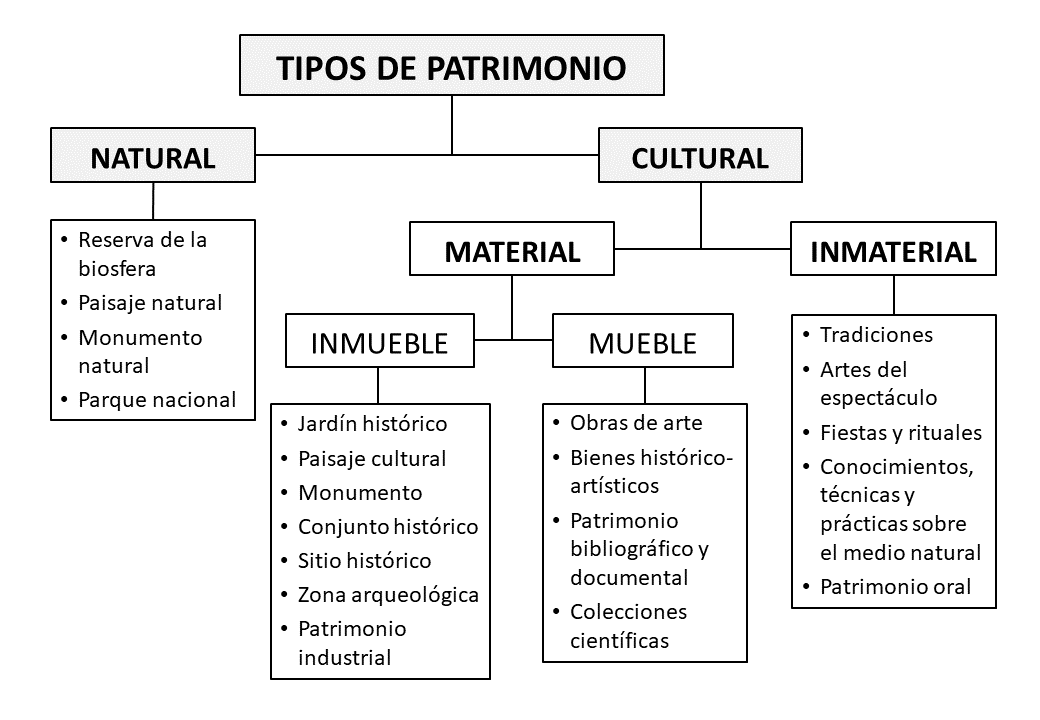 TIPOS DE PATRIMONIO
NATURAL
CULTURAL
• Reserva de la
biosfera
• Paisaje natural
• Monumento
natural
• Parque nacional
MATERIAL
INMATERIAL
INMUEBLE
MUEBLE
• Jardín histórico
• Paisaje cultural
• Monumento
• Conjunto histórico
• Sitio histórico
• Zona arqueológica
• Patrimonio
industrial
• Obras de arte
• Bienes histórico-
artísticos
• Patrimonio
bibliográfico y
documental
• Colecciones
científicas
• Tradiciones
• Artes del
espectáculo
• Fiestas y rituales
• Conocimientos,
técnicas y
prácticas sobre
el medio natural
• Patrimonio oral